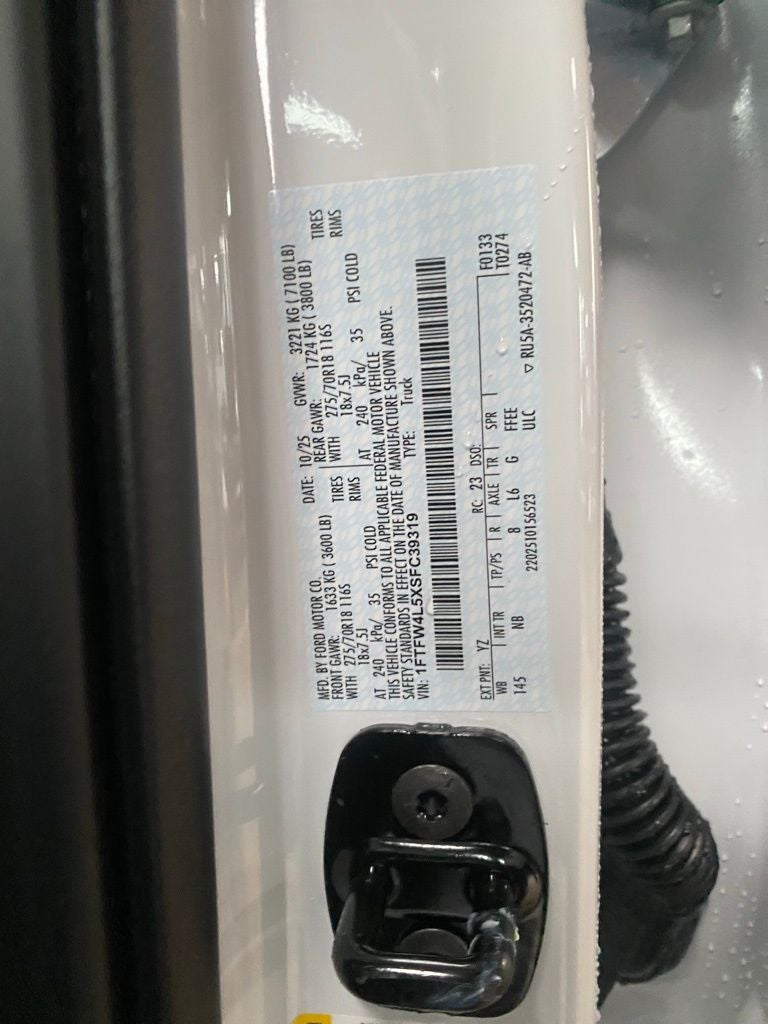 MFD. BY FORD MOTOR CO.
DATE: 10/25 GVWR: 3221 KG ( 7100 LB)
FRONT GAWR: 1633 KG ( 3600 LB) REAR GAWR: 1724 KG ( 3800 LB)
WITH 275/70R18 116S TIRES WITH 275/70R18 116S TIRES
18x7.5J RIMS 18x7.5J RIMS
AT 240 kPa/ 35 PSI COLD AT 240 kPa/ 35 PSI COLD
THIS VEHICLE CONFORMS TO ALL APPLICABLE FEDERAL MOTOR VEHICLE
SAFETY STANDARDS IN EFFECT ON THE DATE OF MANUFACTURE SHOWN ABOVE.
VIN: 1FTFW4L5XSFC39319 TYPE: Truck
EXT PNT: YZ RC: 23 DSO: F0133
WB INT TR TP/PS R AXLE TR SPR T0274
145 NB 8 L6 G FFEE
2202510156523 ULC ▽ RU5A-3520472-AB